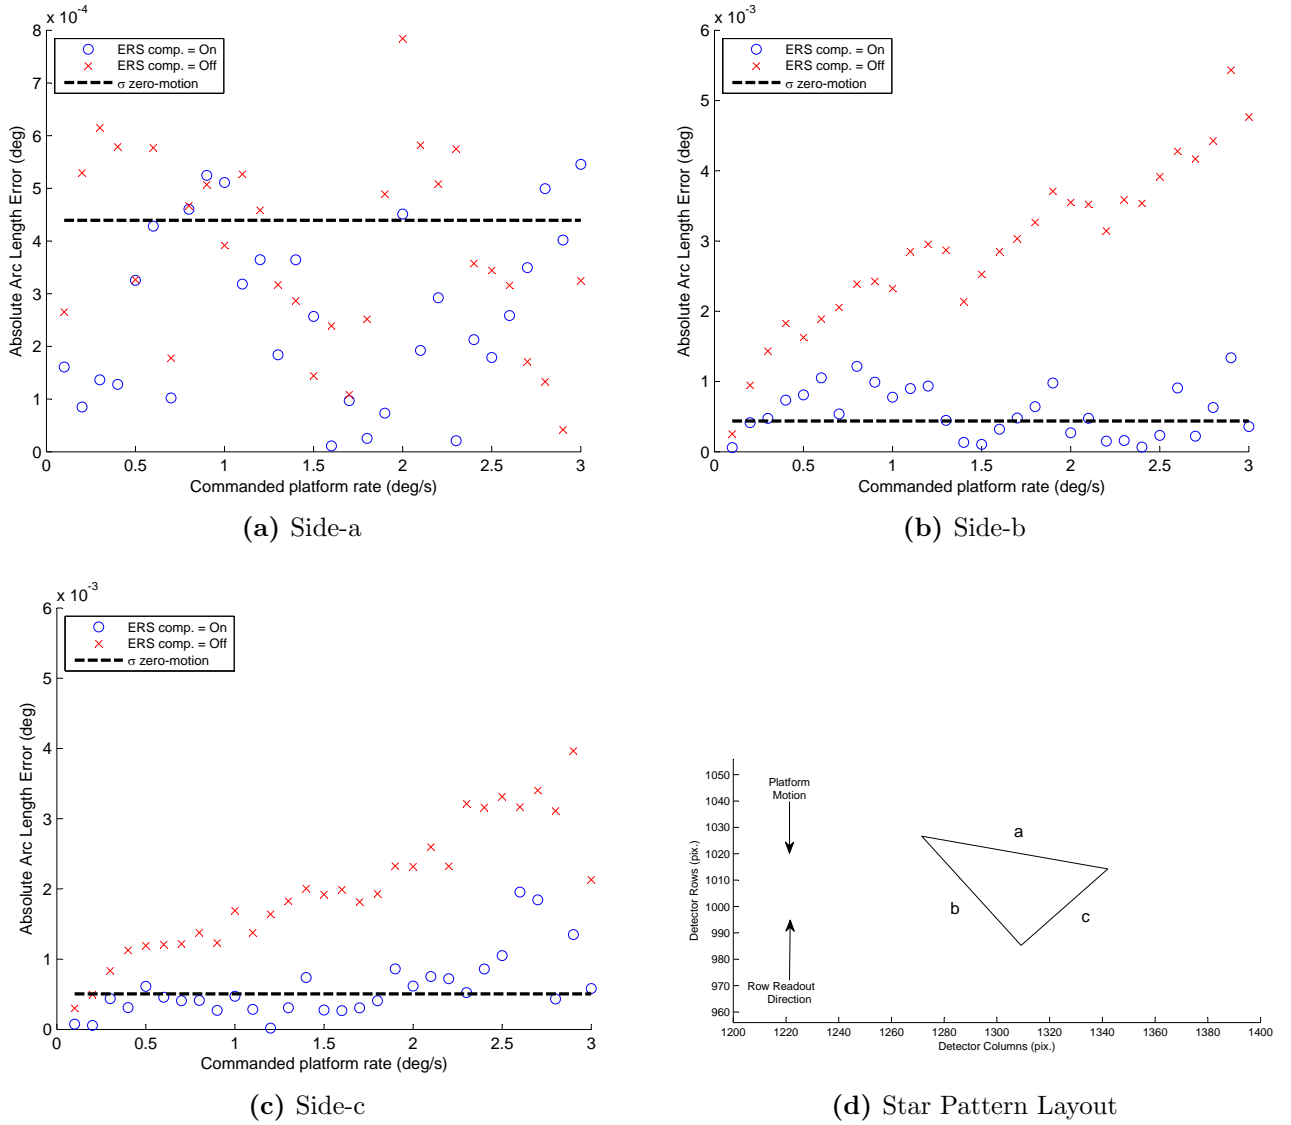 x 10^-4
8
7
6
5
4
3
2
1
0
0
0.5
1
1.5
2
2.5
3
Absolute Arc Length Error (deg)
Commanded platform rate (deg/s)
ERS comp. = On
ERS comp. = Off
σ zero-motion
(a) Side-a
x 10^-3
6
5
4
3
2
1
0
0
0.5
1
1.5
2
2.5
3
Absolute Arc Length Error (deg)
Commanded platform rate (deg/s)
ERS comp. = On
ERS comp. = Off
σ zero-motion
(b) Side-b
x 10^-3
6
5
4
3
2
1
0
0
0.5
1
1.5
2
2.5
3
Absolute Arc Length Error (deg)
Commanded platform rate (deg/s)
ERS comp. = On
ERS comp. = Off
σ zero-motion
(c) Side-c
1050
1040
1030
1020
1010
1000
990
980
970
960
1200
1220
1240
1260
1280
1300
1320
1340
1360
1380
1400
Detector Rows (pix.)
Detector Columns (pix.)
Platform
Motion
Row Readout
Direction
a
b
c
(d) Star Pattern Layout